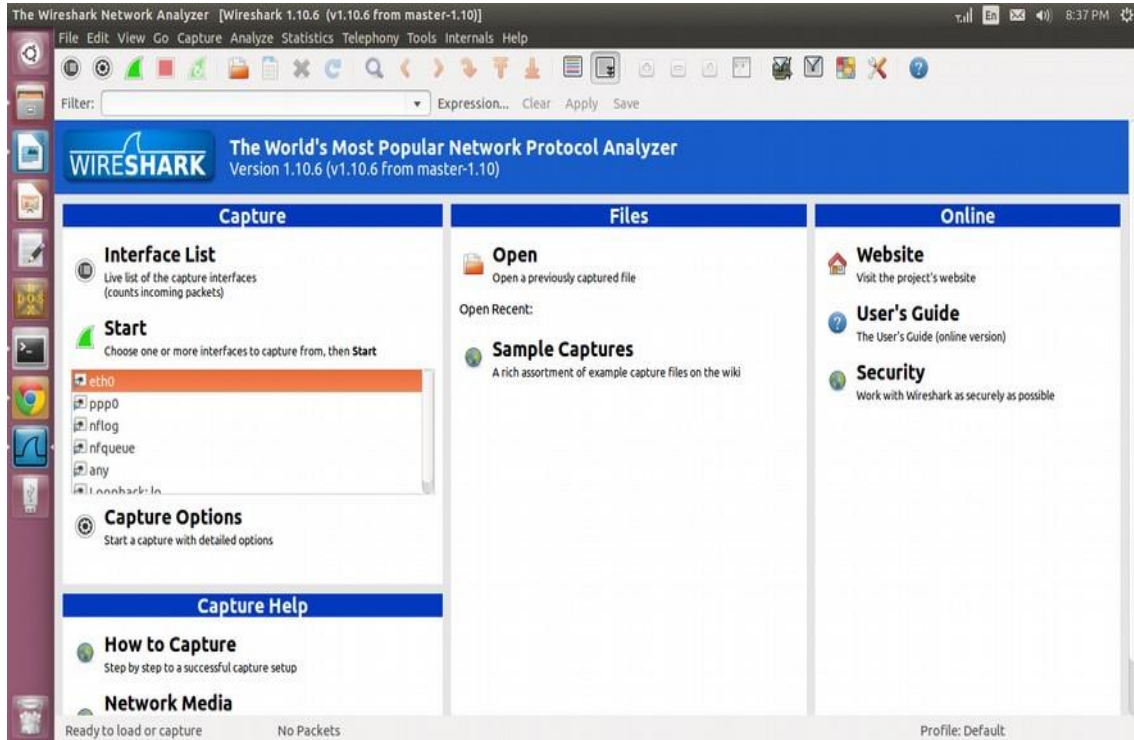 The Wireshark Network Analyzer [Wireshark 1.10.6 (v1.10.6 from master-1.10)]
En
8:37 PM
File Edit View Go Capture Analyze Statistics Telephony Tools Internals Help
Filter:
Expression... Clear Apply Save
WIRESHARK
The World's Most Popular Network Protocol Analyzer
Version 1.10.6 (v1.10.6 from master-1.10)
Capture
Interface List
Live list of the capture interfaces
(counts incoming packets)
Start
Choose one or more interfaces to capture from, then Start
eth0
ppp0
nflog
nfqueue
any
Loopback: lo
Capture Options
Start a capture with detailed options
Capture Help
How to Capture
Step by step to a successful capture setup
Network Media
Files
Open
Open a previously captured file
Open Recent:
Sample Captures
A rich assortment of example capture files on the wiki
Online
Website
Visit the project's website
User's Guide
The User's Guide (online version)
Security
Work with Wireshark as securely as possible
DOS
Ready to load or capture
No Packets
Profile: Default